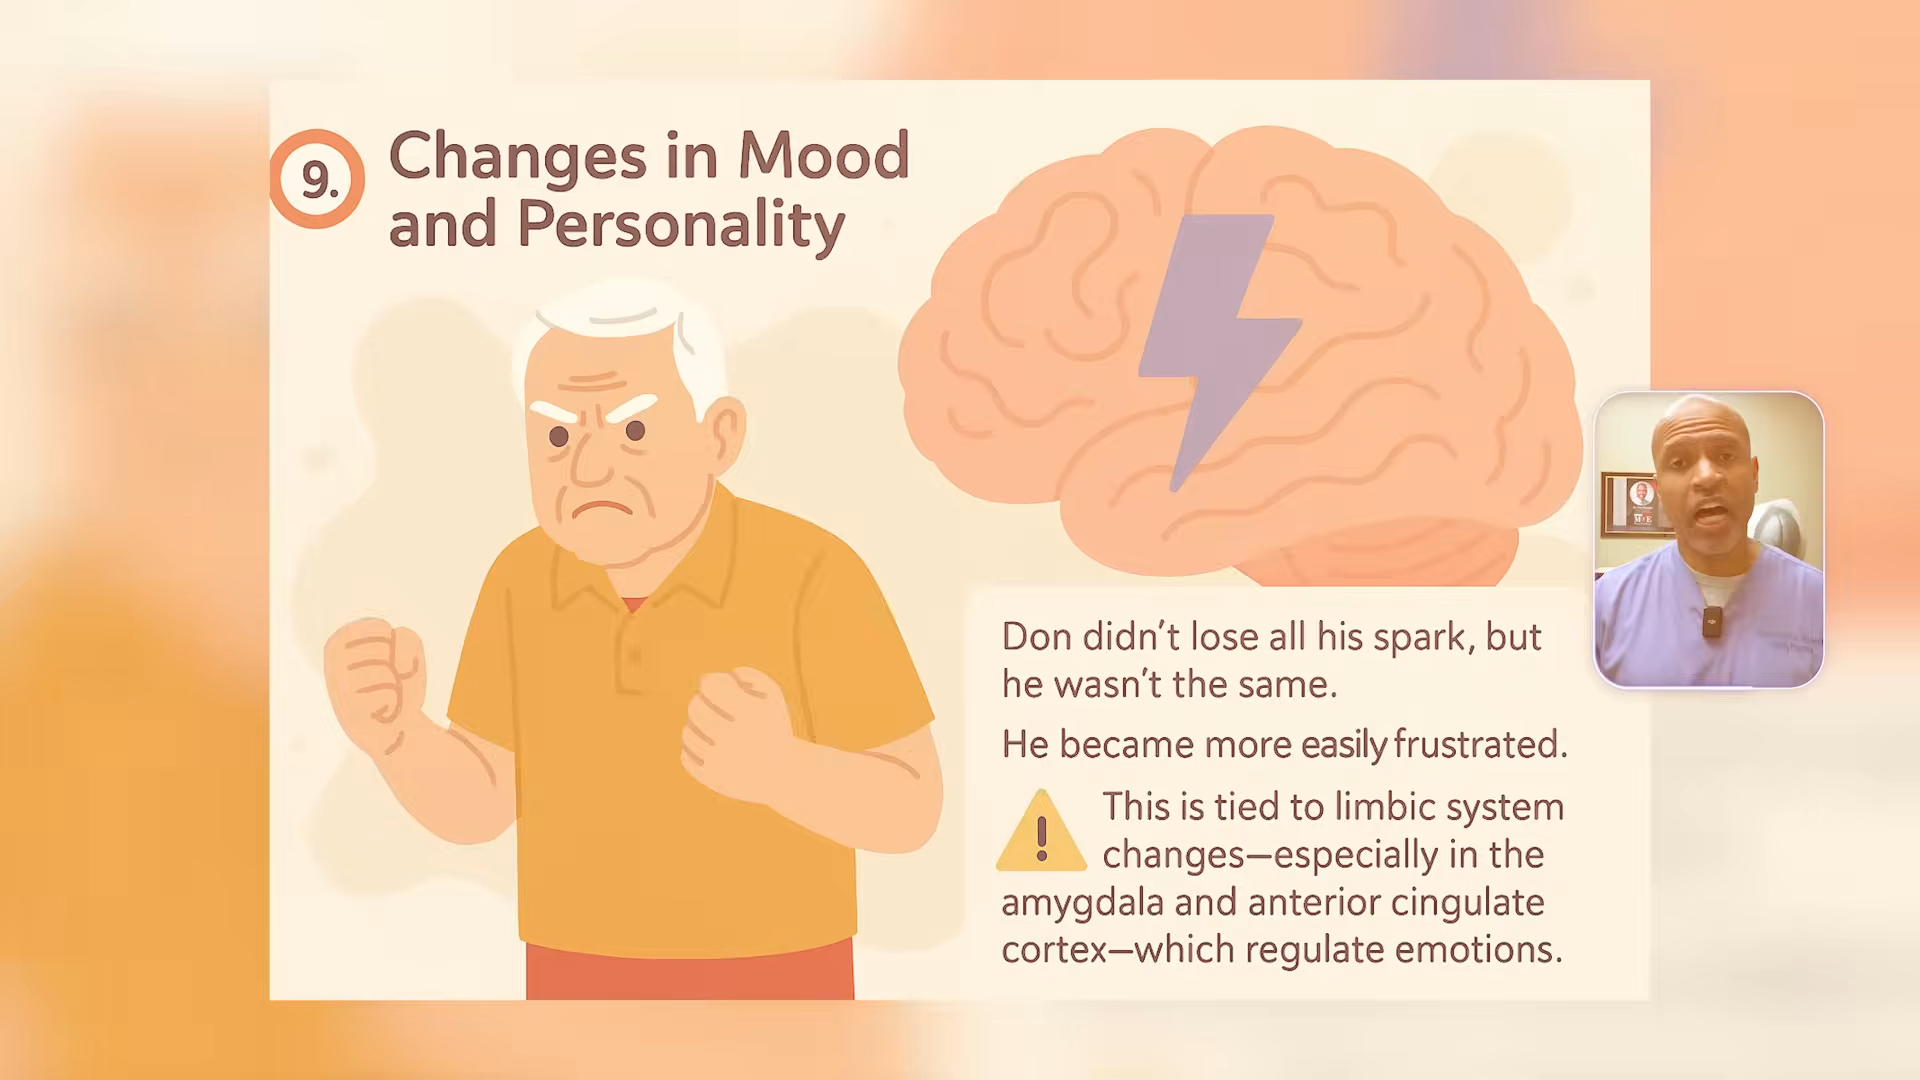 9.
Changes in Mood
and Personality
Don didn't lose all his spark, but
he wasn't the same.
He became more easily frustrated.
This is tied to limbic system
changes—especially in the
amygdala and anterior cingulate
cortex—which regulate emotions.